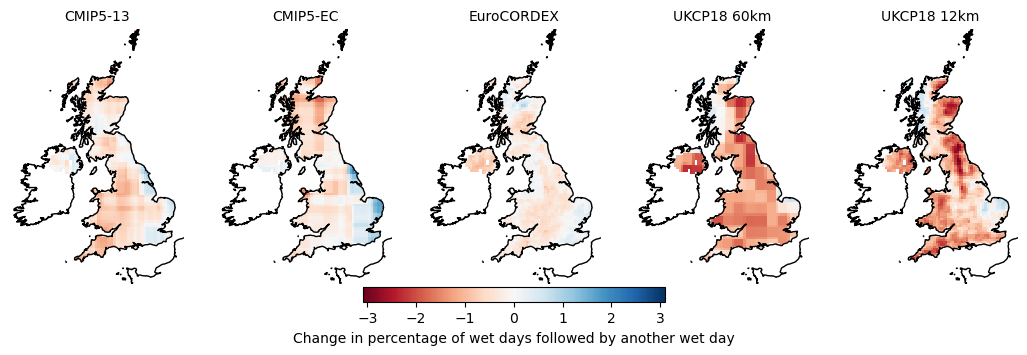 CMIP5-13 CMIP5-EC EuroCORDEX UKCP18 60km UKCP18 12km
−3 −2 −1 0 1 2 3
Change in percentage of wet days followed by another wet day